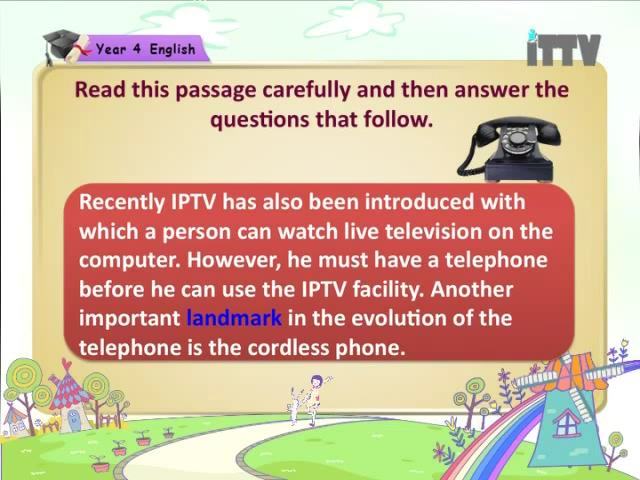 Year 4 English
iTTV
Read this passage carefully and then answer the
questions that follow.
Recently IPTV has also been introduced with
which a person can watch live television on the
computer. However, he must have a telephone
before he can use the IPTV facility. Another
important landmark in the evolution of the
telephone is the cordless phone.